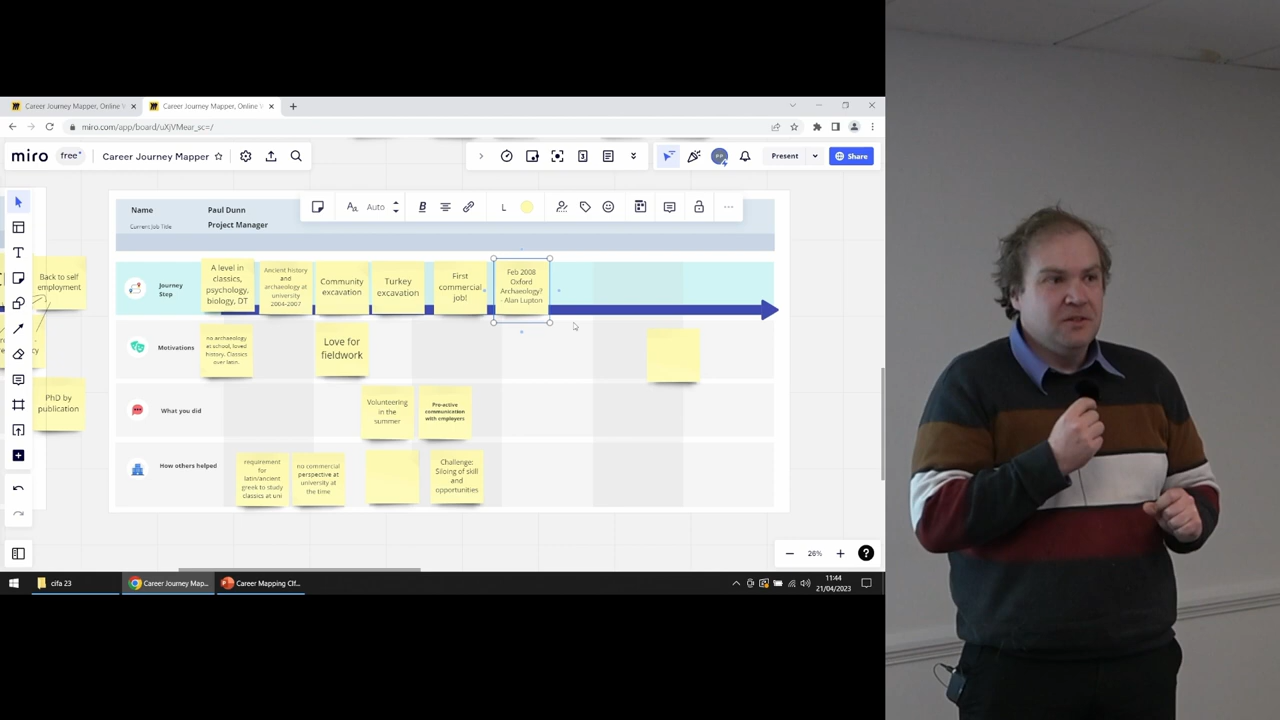 Career Journey Mapper, Online
Career Journey Mapper, Online
miro.com/app/board/uXjVMear_sc=/
miro
free
Career Journey Mapper
Present
Share
Auto
B
L
Name
Paul Dunn
Current Job Title
Project Manager
Back to self
employment
PhD by
publication
Journey
Step
A level in
classics,
psychology,
biology, DT
Ancient history
and
archaeology at
university
2004-2007
Community
excavation
Turkey
excavation
First
commercial
job!
Feb 2008
Oxford
Archaeology?
- Alan Lupton
Motivations
no archaeology
at school, loved
history. Classics
over latin.
Love for
fieldwork
What you did
Volunteering
in the
summer
Pro-active
communication
with employers
How others helped
requirement
for
latin/ancient
greek to study
classics at uni
no commercial
perspective at
university at
the time
Challenge:
Siloing of skill
and
opportunities
26%
cifa 23
Career Journey Map...
Career Mapping CIf...
11:44
21/04/2023